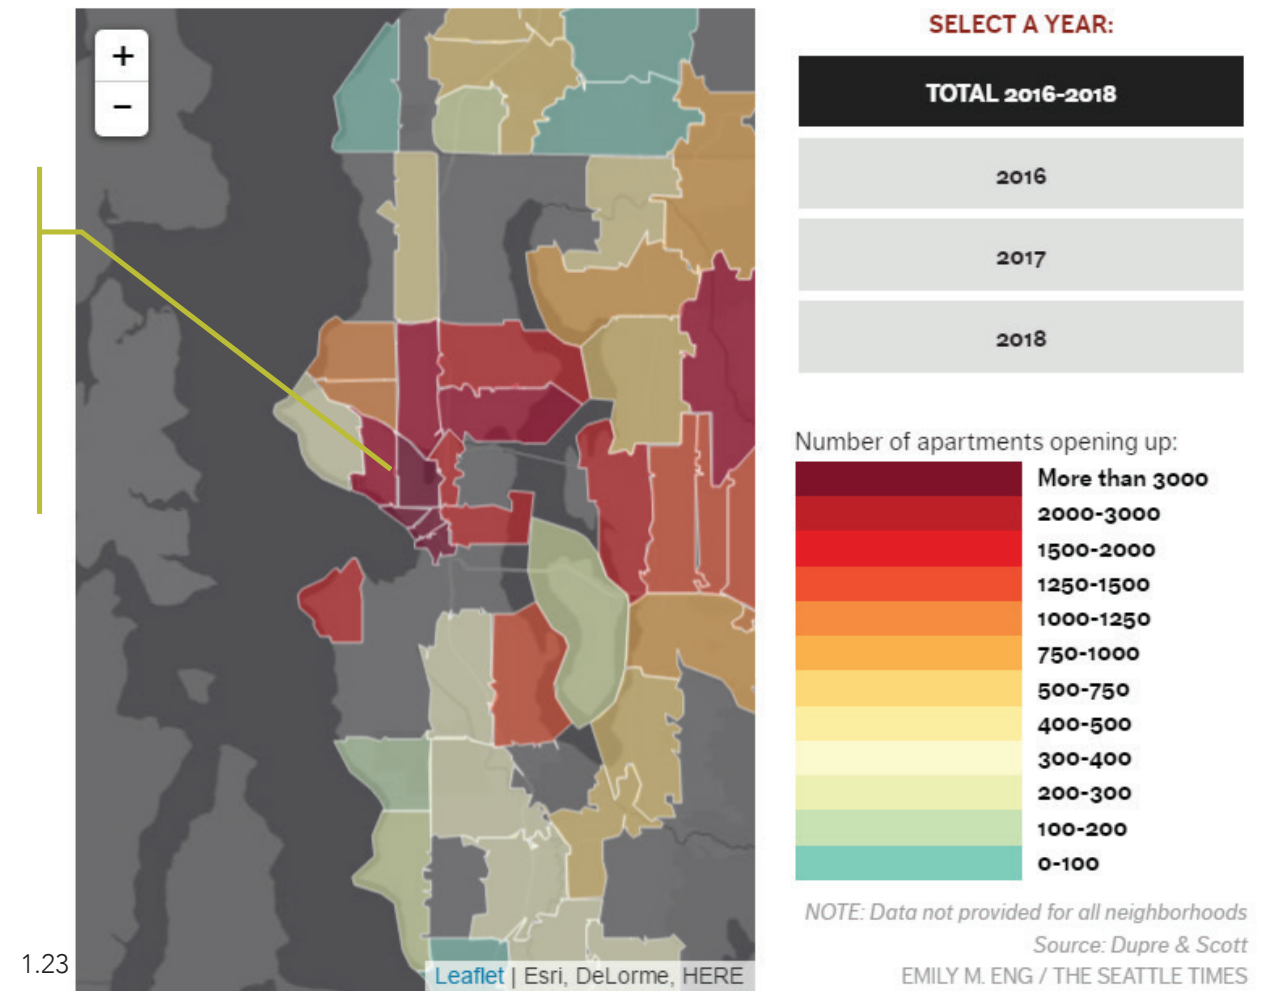 +
−
SELECT A YEAR:
TOTAL 2016-2018
2016
2017
2018
Number of apartments opening up:
More than 3000
2000-3000
1500-2000
1250-1500
1000-1250
750-1000
500-750
400-500
300-400
200-300
100-200
0-100
NOTE: Data not provided for all neighborhoods
Source: Dupre & Scott
EMILY M. ENG / THE SEATTLE TIMES
Leaflet | Esri, DeLorme, HERE
1.23